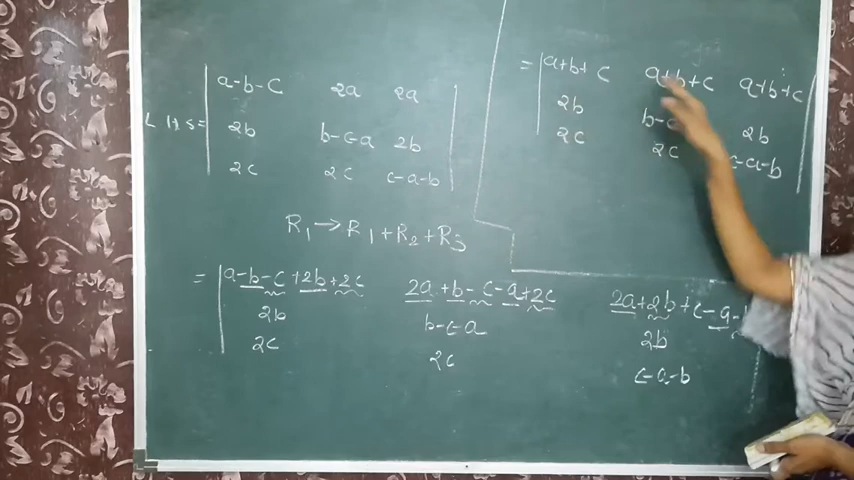 a-b-c 2a 2a
L H S = 2b b-c-a 2b
2c 2c c-a-b
R₁ → R₁ + R₂ + R₃
= a-b-c+2b+2c 2a+b-c-a+2c 2a+2b+c-a-
2b b-c-a 2b
2c 2c c-a-b
= a+b+c a+b+c a+b+c
2b b- 2b
2c 2c c-a-b